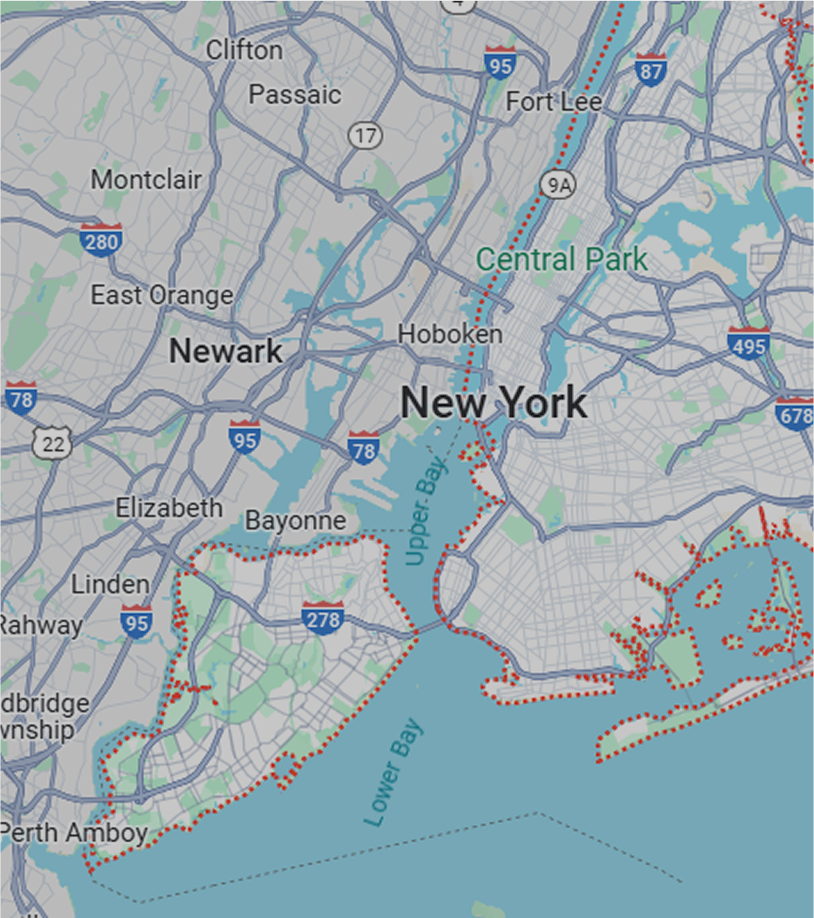 4
Clifton
95
87
Passaic
Fort Lee
17
Montclair
9A
280
Central Park
East Orange
Hoboken
Newark
495
78
New York
678
22
95
78
Upper Bay
Elizabeth
Bayonne
Linden
Rahway
95
278
dbridge
wnship
Lower Bay
Perth Amboy